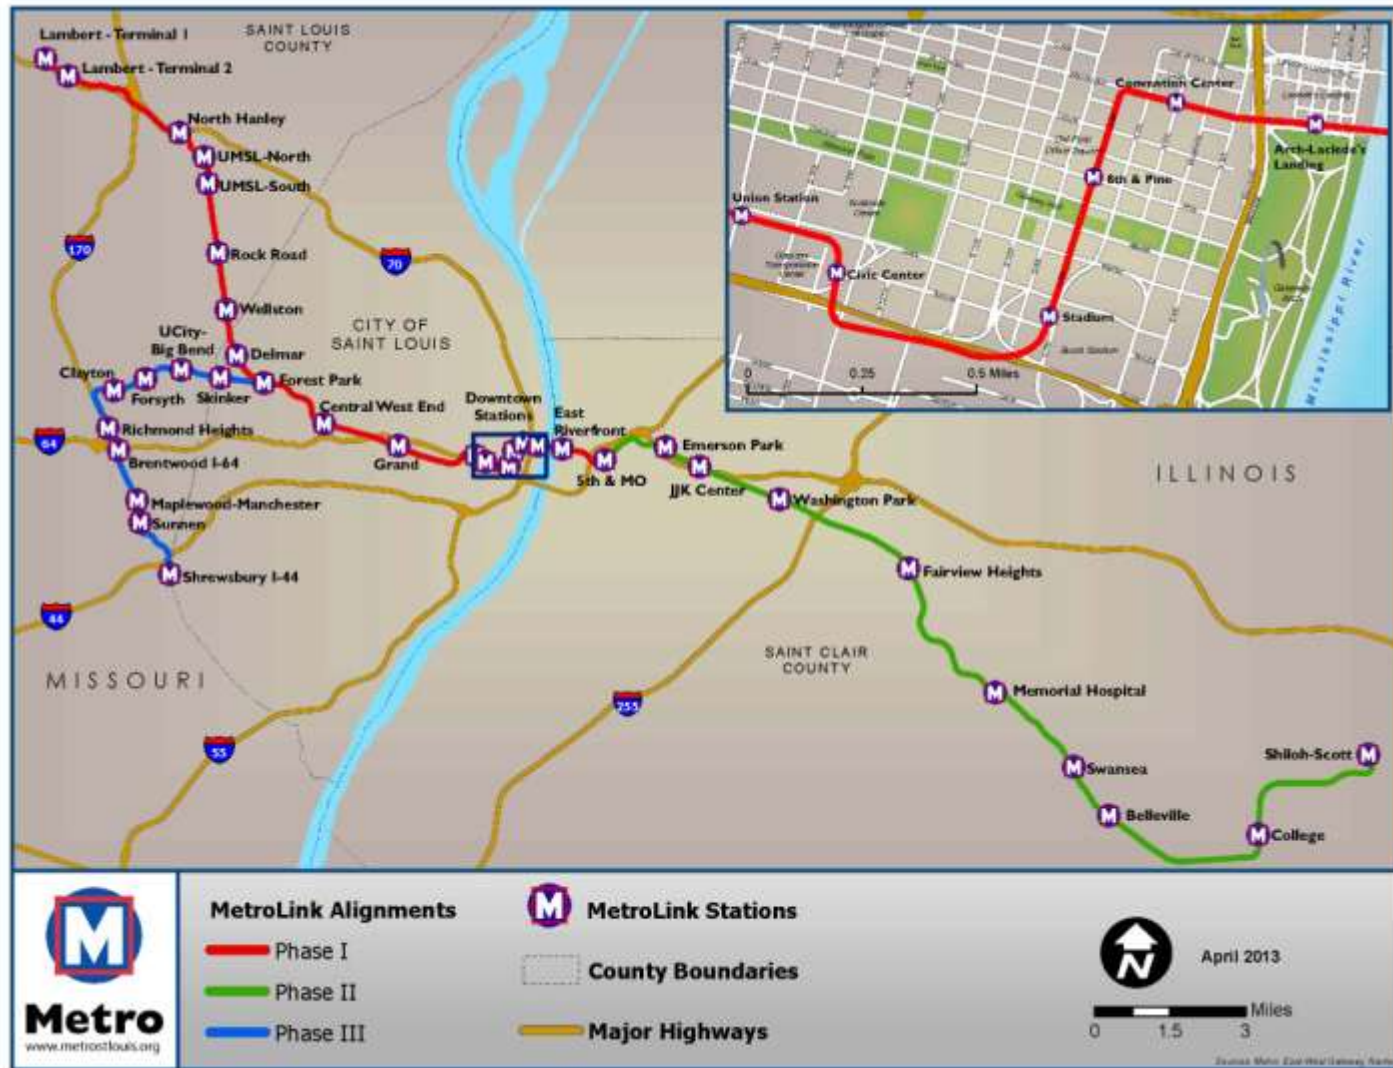 Lambert - Terminal 1
Lambert - Terminal 2
SAINT LOUIS
COUNTY
North Hanley
UMSL-North
UMSL-South
170
70
Rock Road
Wellston
CITY OF
SAINT LOUIS
UCity-
Big Bend
Delmar
Clayton
Forsyth
Skinker
Forest Park
Central West End
Downtown
Stations
East
Riverfront
Richmond Heights
64
Brentwood I-64
Grand
5th & MO
Emerson Park
JJK Center
Washington Park
ILLINOIS
Maplewood-Manchester
Sunnen
Shrewsbury I-44
44
Fairview Heights
MISSOURI
SAINT CLAIR
COUNTY
55
255
Memorial Hospital
Swansea
Shiloh-Scott
Belleville
College
Convention Center
Arch-Laclede's
Landing
8th & Pine
Union Station
Civic Center
Stadium
Mississippi River
0 0.25 0.5 Miles
M
Metro
www.metrostlouis.org
MetroLink Alignments
Phase I
Phase II
Phase III
M MetroLink Stations
County Boundaries
Major Highways
N
April 2013
Miles
0 1.5 3